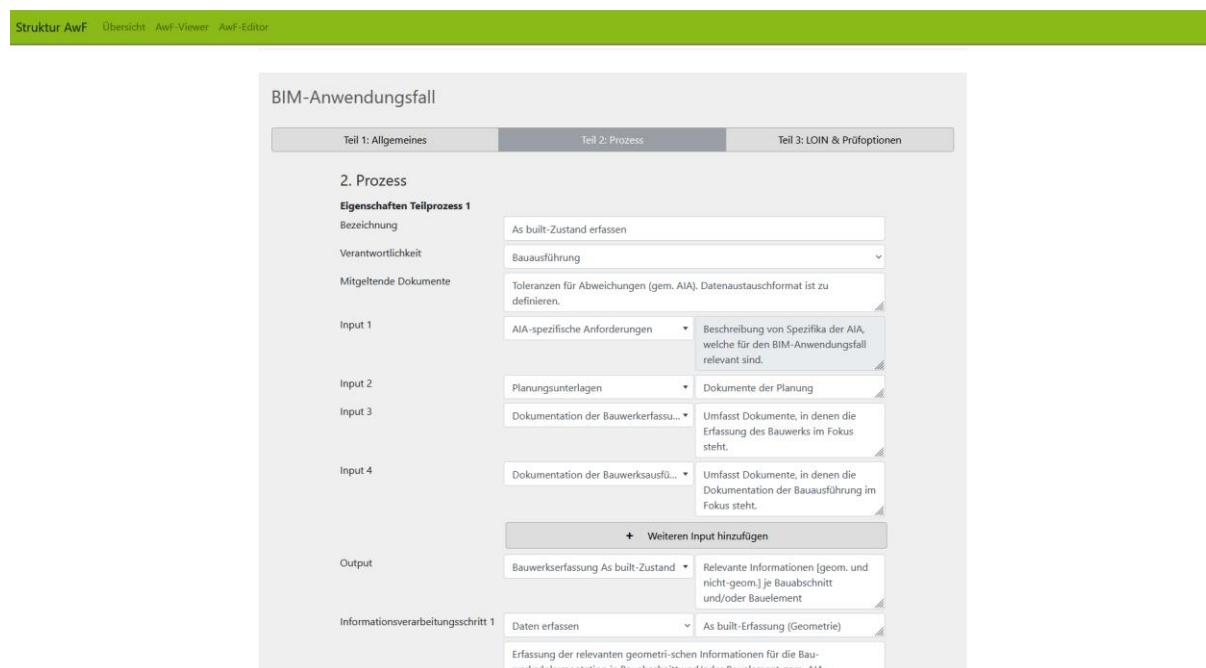 Struktur AwF Übersicht AwF-Viewer AwF-Editor
BIM-Anwendungsfall
Teil 1: Allgemeines Teil 2: Prozess Teil 3: LOIN & Prüfoptionen
2. Prozess
Eigenschaften Teilprozess 1
Bezeichnung As built-Zustand erfassen
Verantwortlichkeit Bauausführung
Mitgeltende Dokumente Toleranzen für Abweichungen (gem. AIA). Datenaustauschformat ist zu
definieren.
Input 1 AIA-spezifische Anforderungen Beschreibung von Spezifika der AIA,
welche für den BIM-Anwendungsfall
relevant sind.
Input 2 Planungsunterlagen Dokumente der Planung
Input 3 Dokumentation der Bauwerkerfassu... Umfasst Dokumente, in denen die
Erfassung des Bauwerks im Fokus
steht.
Input 4 Dokumentation der Bauwerksausfü... Umfasst Dokumente, in denen die
Dokumentation der Bauausführung im
Fokus steht.
+ Weiteren Input hinzufügen
Output Bauwerkserfassung As built-Zustand Relevante Informationen [geom. und
nicht-geom.] je Bauabschnitt
und/oder Bauelement
Informationsverarbeitungsschritt 1 Daten erfassen As built-Erfassung (Geometrie)
Erfassung der relevanten geometri-schen Informationen für die Bau-